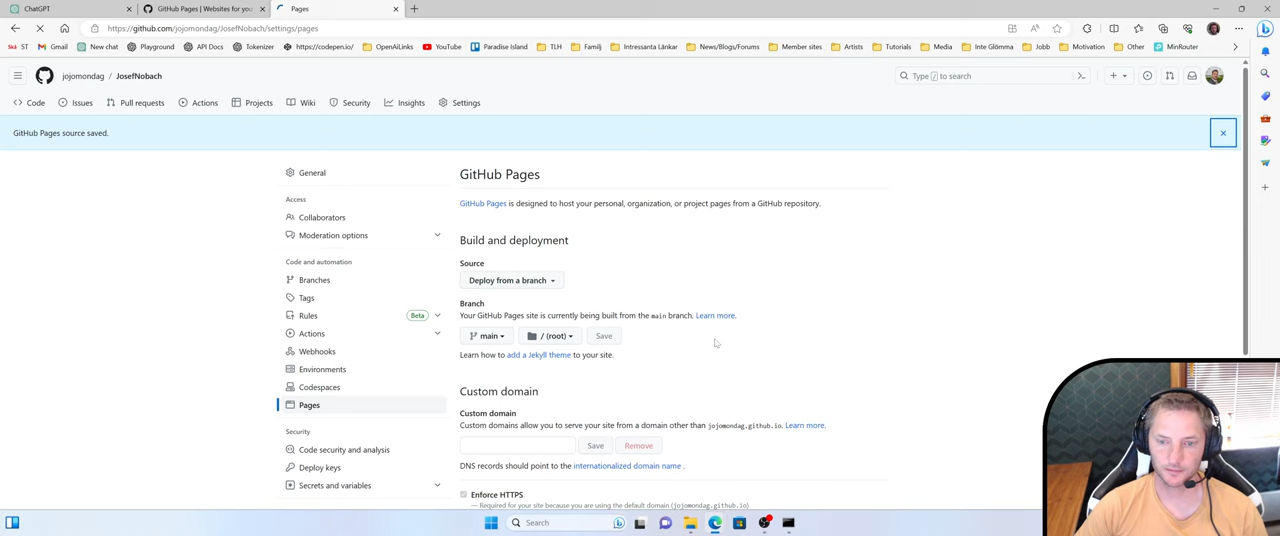 ChatGPT
GitHub Pages | Websites for you
Pages
https://github.com/jojomondag/JosefNobach/settings/pages
ST
Gmail
New chat
Playground
API Docs
Tokenizer
https://codepen.io/
OpenAiLinks
YouTube
Paradise Island
TLH
Familj
Intressanta Länkar
News/Blogs/Forums
Member sites
Artists
Tutorials
Media
Inte Glömma
Jobb
Motivation
Other
MinRouter
jojomondag / JosefNobach
Type / to search
Code
Issues
Pull requests
Actions
Projects
Wiki
Security
Insights
Settings
GitHub Pages source saved.
General
Access
Collaborators
Moderation options
Code and automation
Branches
Tags
Rules
Beta
Actions
Webhooks
Environments
Codespaces
Pages
Security
Code security and analysis
Deploy keys
Secrets and variables
GitHub Pages
GitHub Pages is designed to host your personal, organization, or project pages from a GitHub repository.
Build and deployment
Source
Deploy from a branch
Branch
Your GitHub Pages site is currently being built from the main branch. Learn more.
main
/ (root)
Save
Learn how to add a Jekyll theme to your site.
Custom domain
Custom domain
Custom domains allow you to serve your site from a domain other than jojomondag.github.io. Learn more.
Save
Remove
DNS records should point to the internationalized domain name .
Enforce HTTPS
— Required for your site because you are using the default domain (jojomondag.github.io)
Search